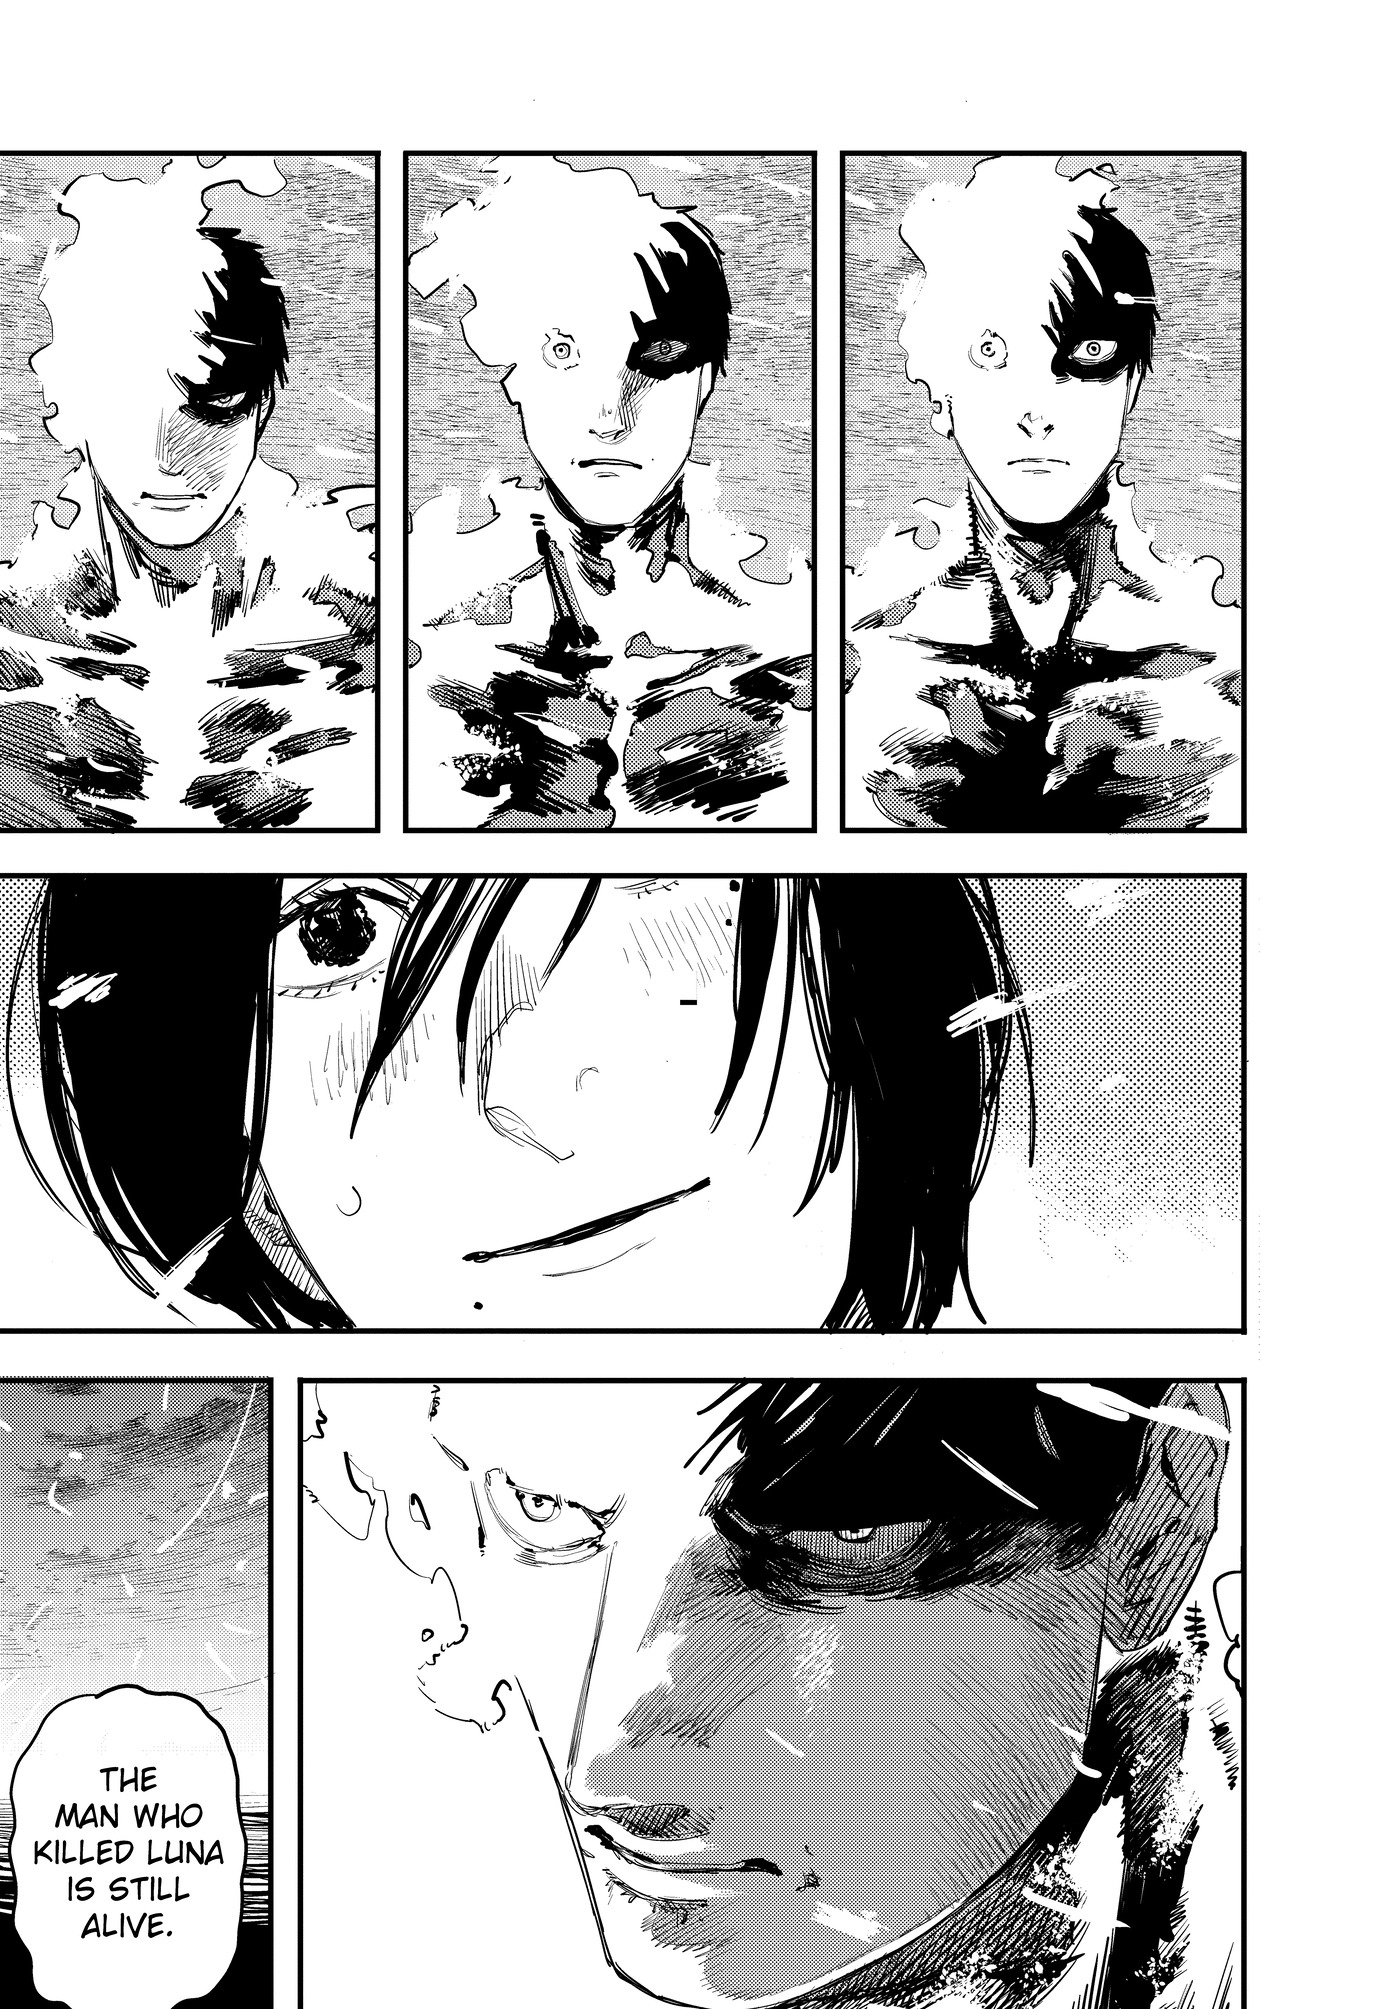 THE
MAN WHO
KILLED LUNA
IS STILL
ALIVE.